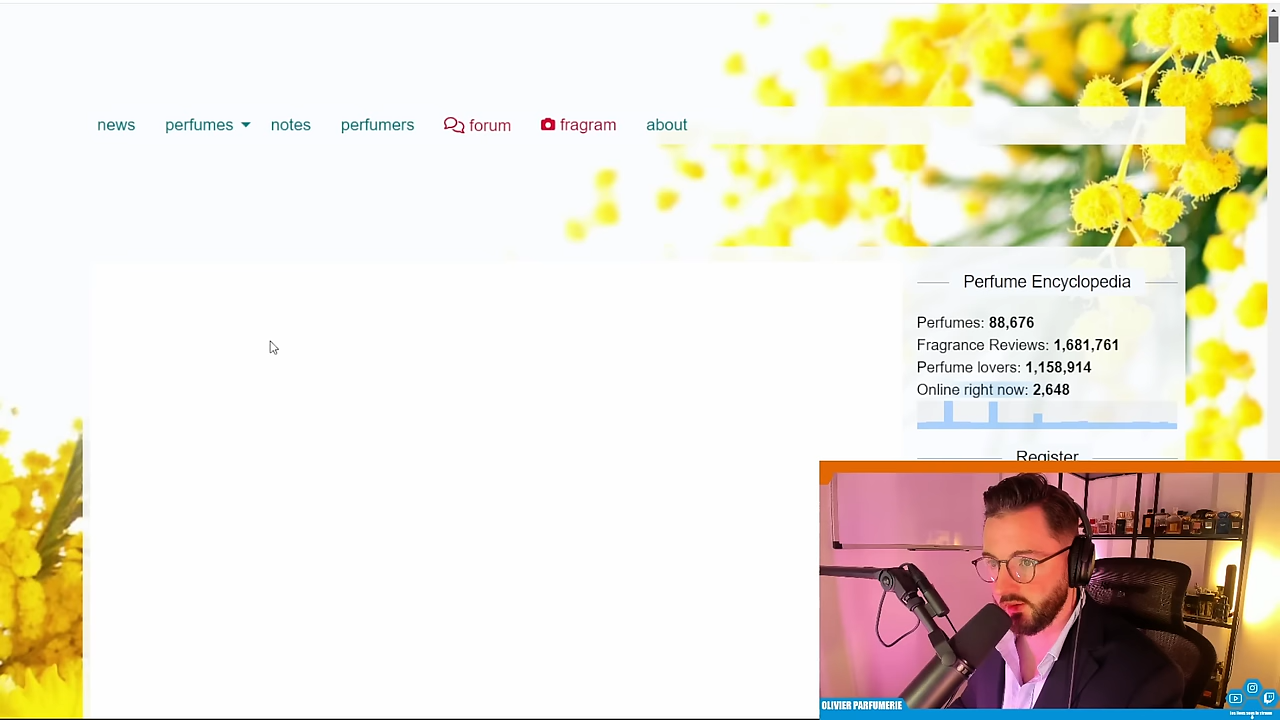 news perfumes notes perfumers forum fragram about
Perfume Encyclopedia
Perfumes: 88,676
Fragrance Reviews: 1,681,761
Perfume lovers: 1,158,914
Online right now: 2,648
Register
OLIVIER PARFUMERIE